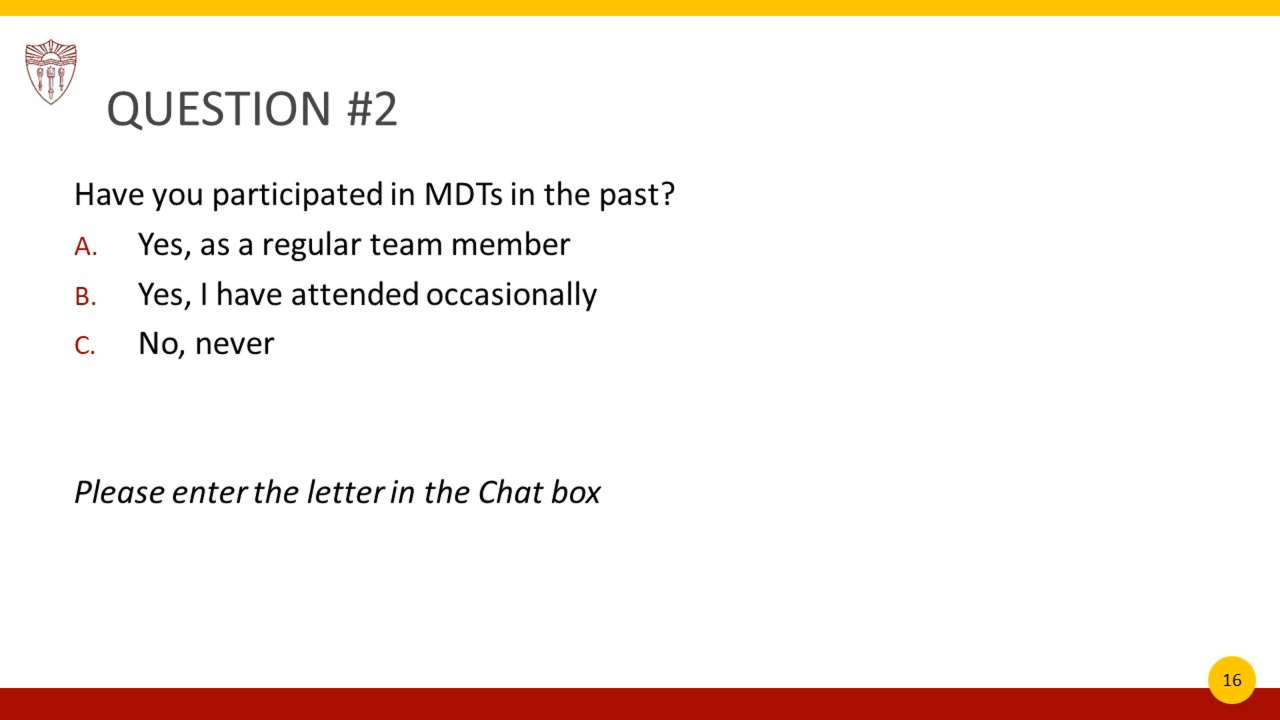 QUESTION #2
Have you participated in MDTs in the past?
A. Yes, as a regular team member
B. Yes, I have attended occasionally
C. No, never
Please enter the letter in the Chat box
16